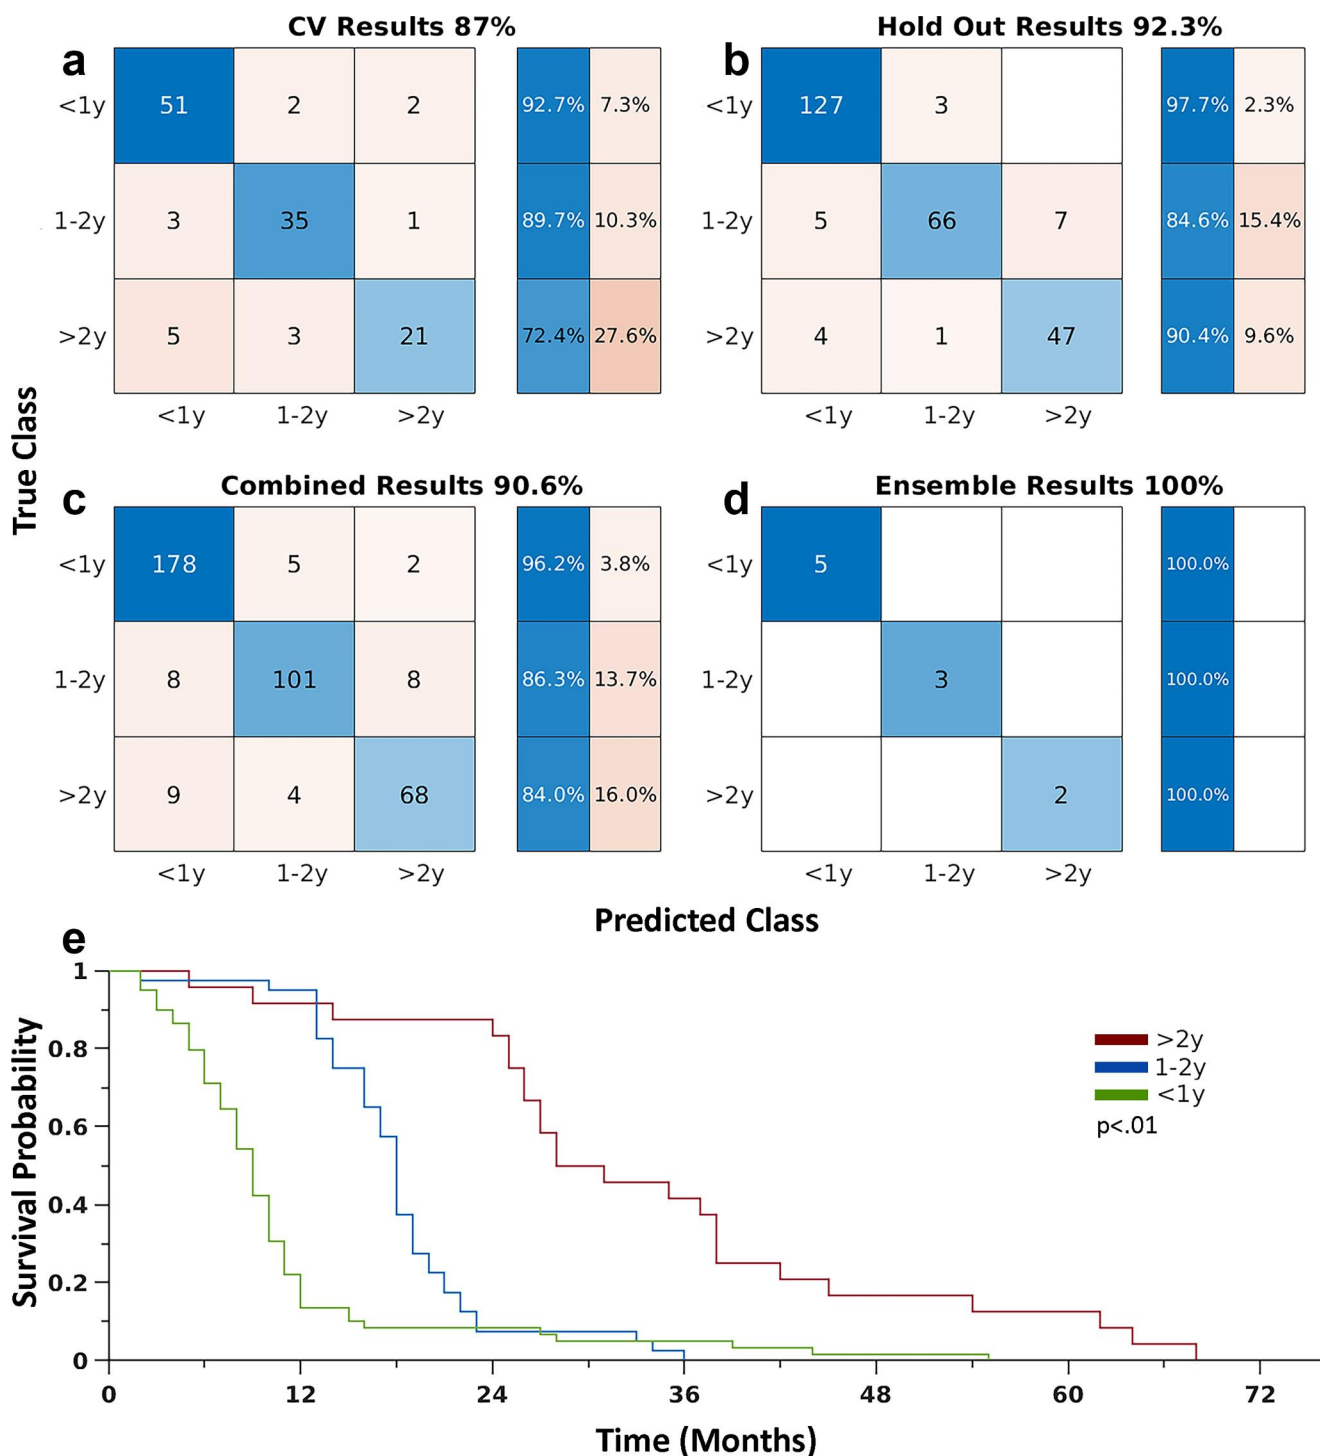 CV Results 87%
a
<1y 51 2 2 92.7% 7.3%
1-2y 3 35 1 89.7% 10.3%
>2y 5 3 21 72.4% 27.6%
<1y 1-2y >2y
Hold Out Results 92.3%
b
<1y 127 3 97.7% 2.3%
1-2y 5 66 7 84.6% 15.4%
>2y 4 1 47 90.4% 9.6%
<1y 1-2y >2y
True Class
Combined Results 90.6%
c
<1y 178 5 2 96.2% 3.8%
1-2y 8 101 8 86.3% 13.7%
>2y 9 4 68 84.0% 16.0%
<1y 1-2y >2y
Ensemble Results 100%
d
<1y 5 100.0%
1-2y 3 100.0%
>2y 2 100.0%
<1y 1-2y >2y
Predicted Class
e
Survival Probability
1
0.8
0.6
0.4
0.2
0
>2y
1-2y
<1y
p<.01
0 12 24 36 48 60 72
Time (Months)